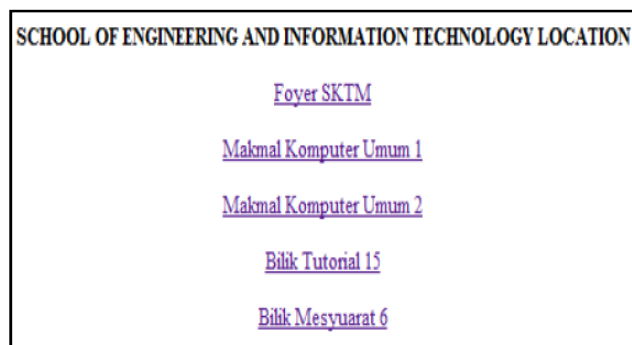 SCHOOL OF ENGINEERING AND INFORMATION TECHNOLOGY LOCATION
Foyer SKTM
Makmal Komputer Umum 1
Makmal Komputer Umum 2
Bilik Tutorial 15
Bilik Mesyuarat 6